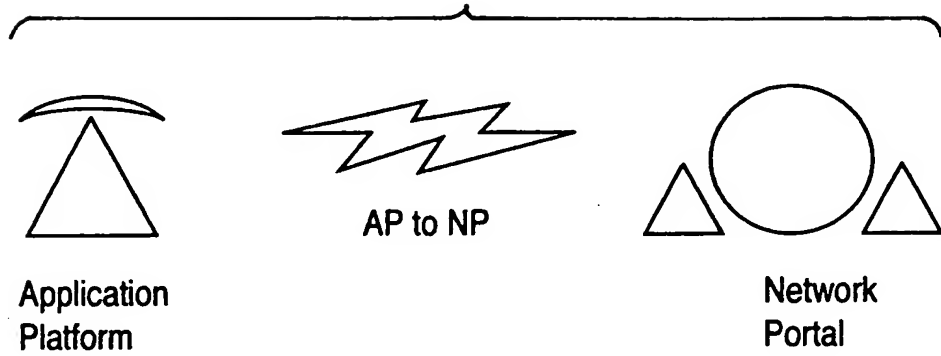 AP to NP
Application
Platform
Network
Portal